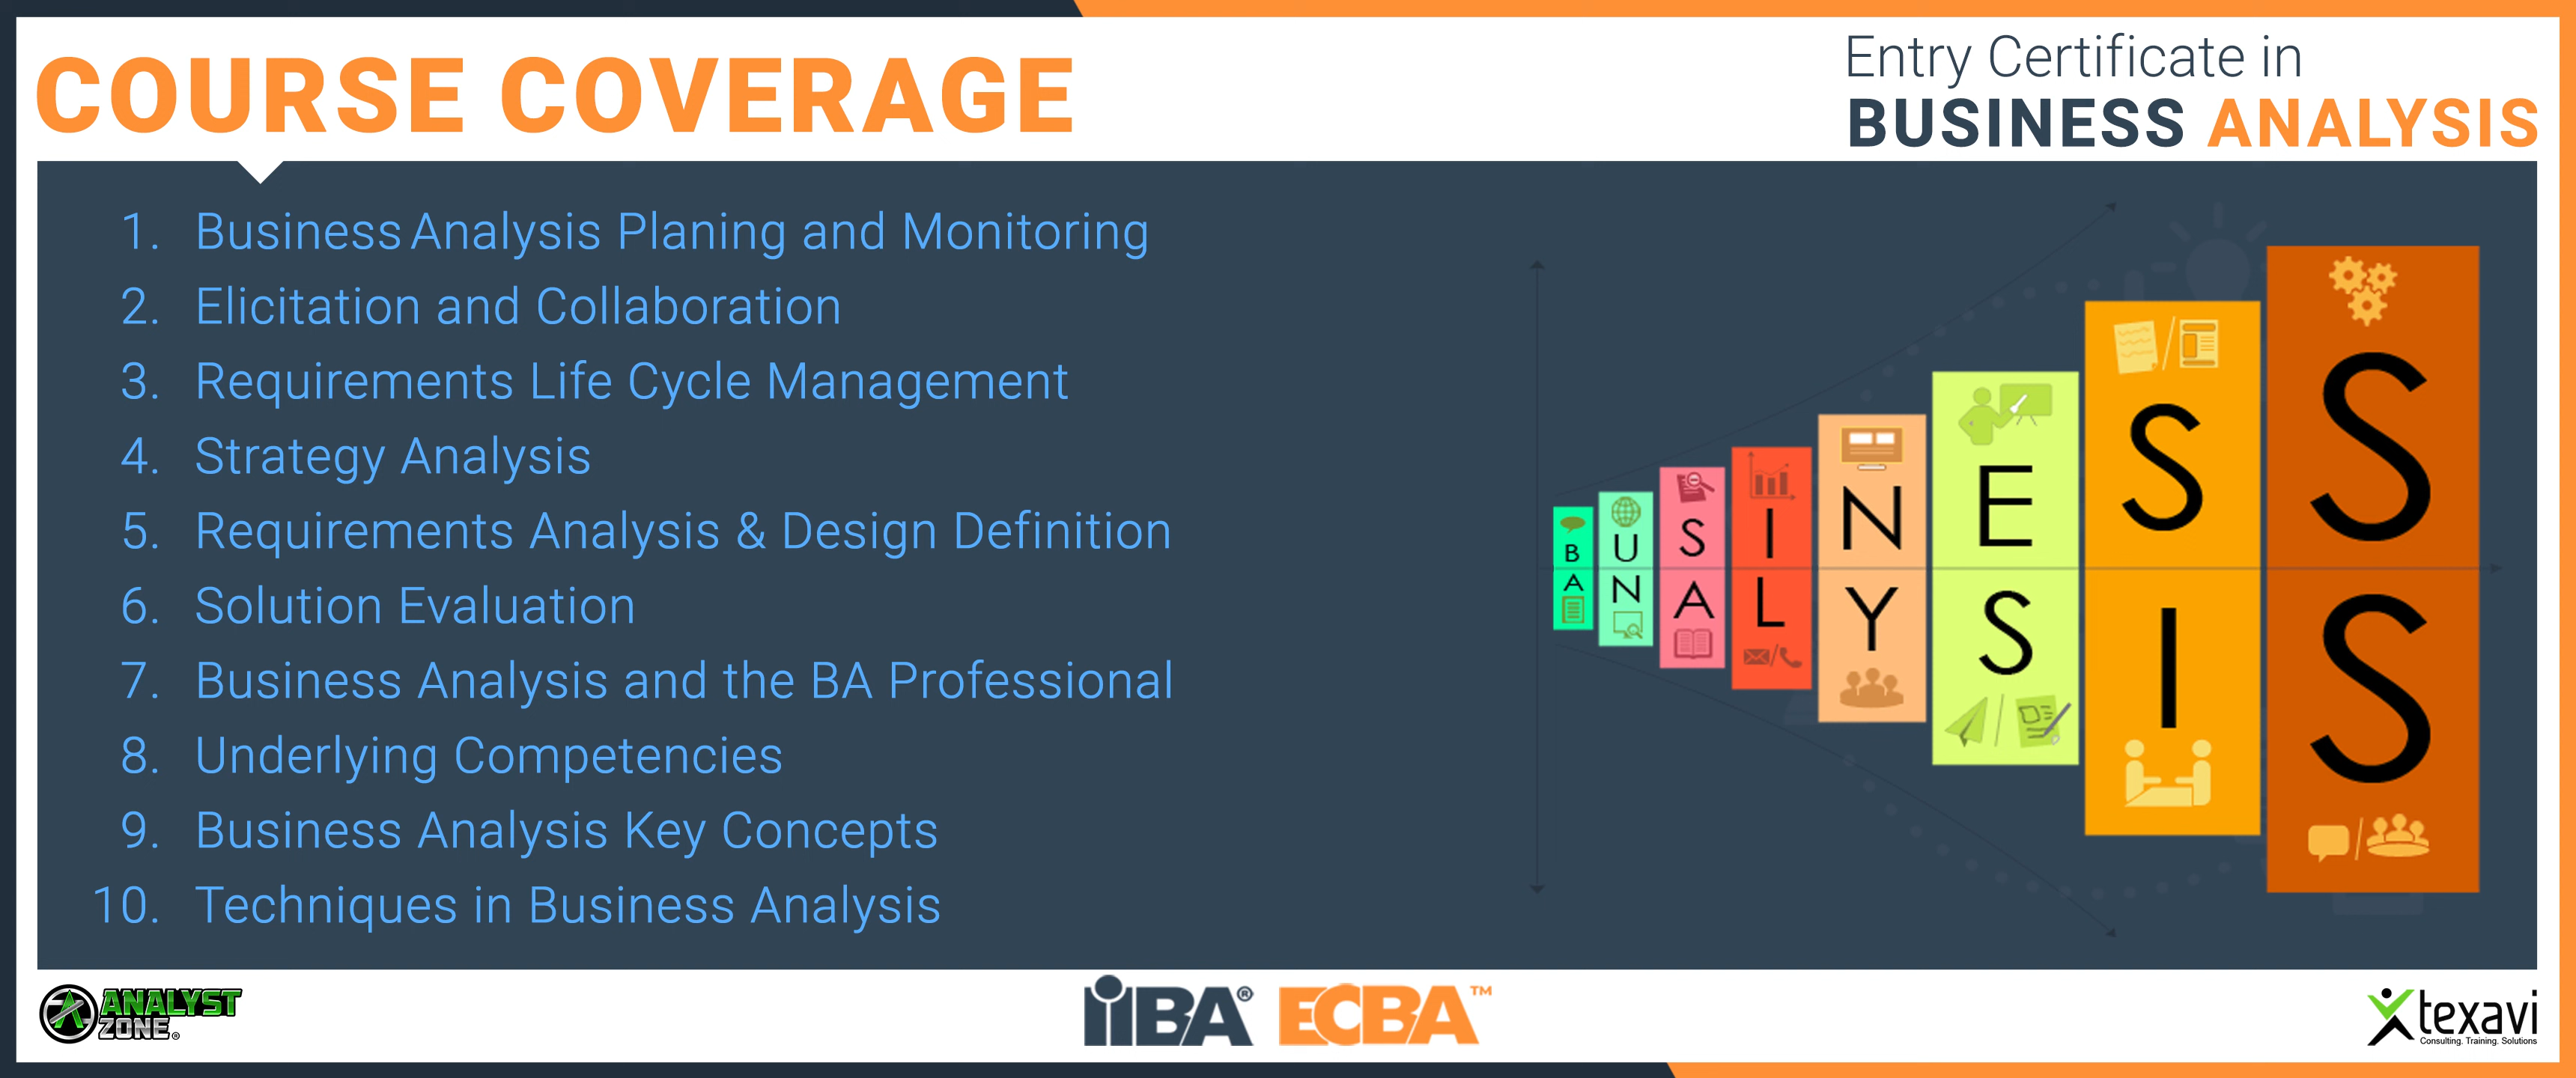 COURSE COVERAGE
Entry Certificate in
BUSINESS ANALYSIS
1. Business Analysis Planing and Monitoring
2. Elicitation and Collaboration
3. Requirements Life Cycle Management
4. Strategy Analysis
5. Requirements Analysis & Design Definition
6. Solution Evaluation
7. Business Analysis and the BA Professional
8. Underlying Competencies
9. Business Analysis Key Concepts
10. Techniques in Business Analysis
BUSINESS
ANALYSIS
ANALYST
ZONE®
iiBA® ECBA™
texavi
Consulting. Training. Solutions